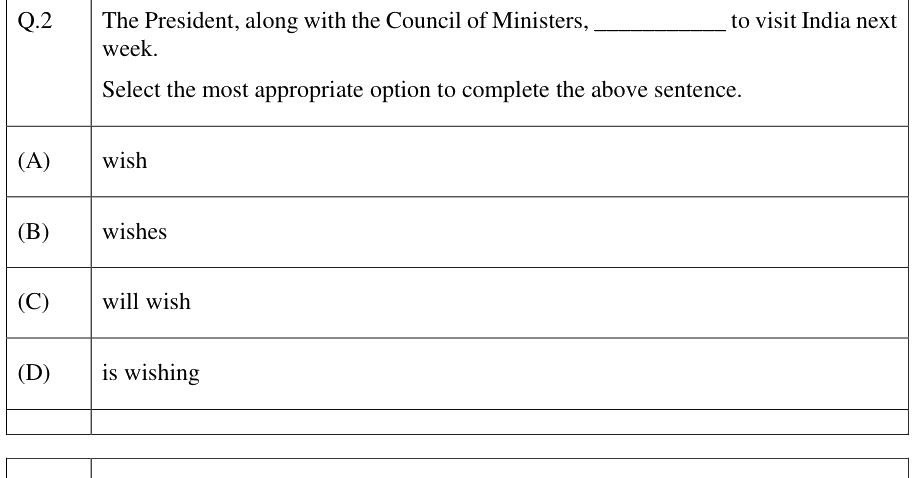 Q.2 The President, along with the Council of Ministers, ___________ to visit India next
week.
Select the most appropriate option to complete the above sentence.
(A) wish
(B) wishes
(C) will wish
(D) is wishing